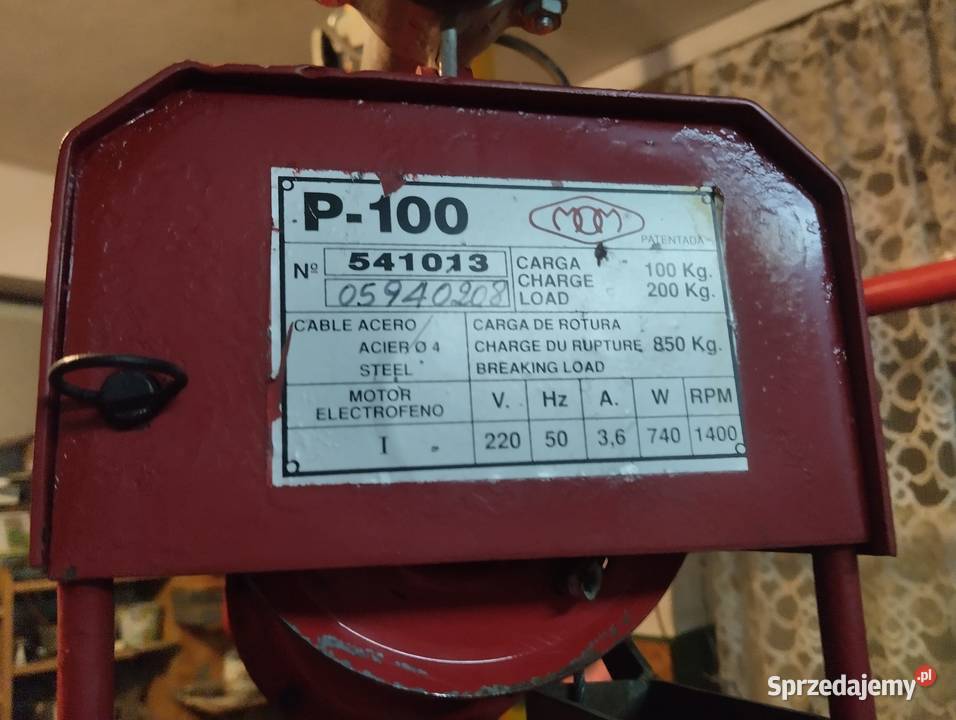 P-100
MOM
PATENTADA
Nº 541013
05940208
CARGA 100 Kg.
CHARGE 200 Kg.
LOAD
CABLE ACERO
ACIER O 4
STEEL
CARGA DE ROTURA
CHARGE DU RUPTURE 850 Kg.
BREAKING LOAD
MOTOR
ELECTROFENO
V. Hz A. W RPM
I - 220 50 3,6 740 1400
Sprzedajemy.pl